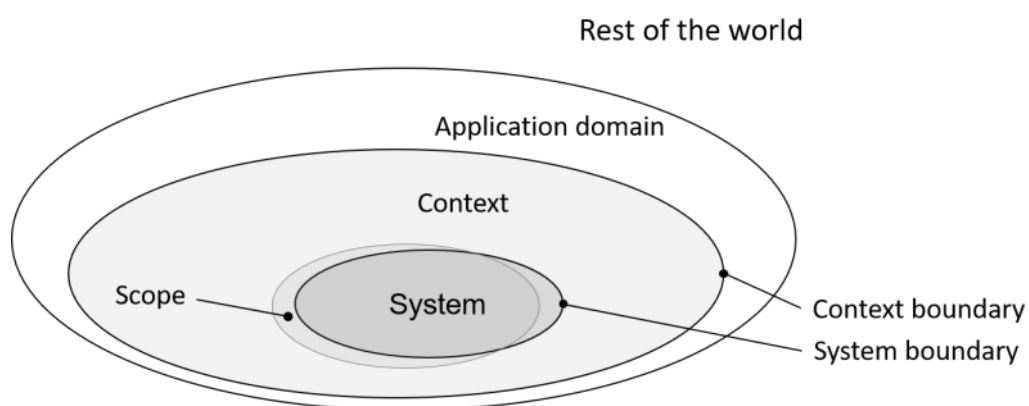 Rest of the world
Application domain
Context
Scope
System
Context boundary
System boundary